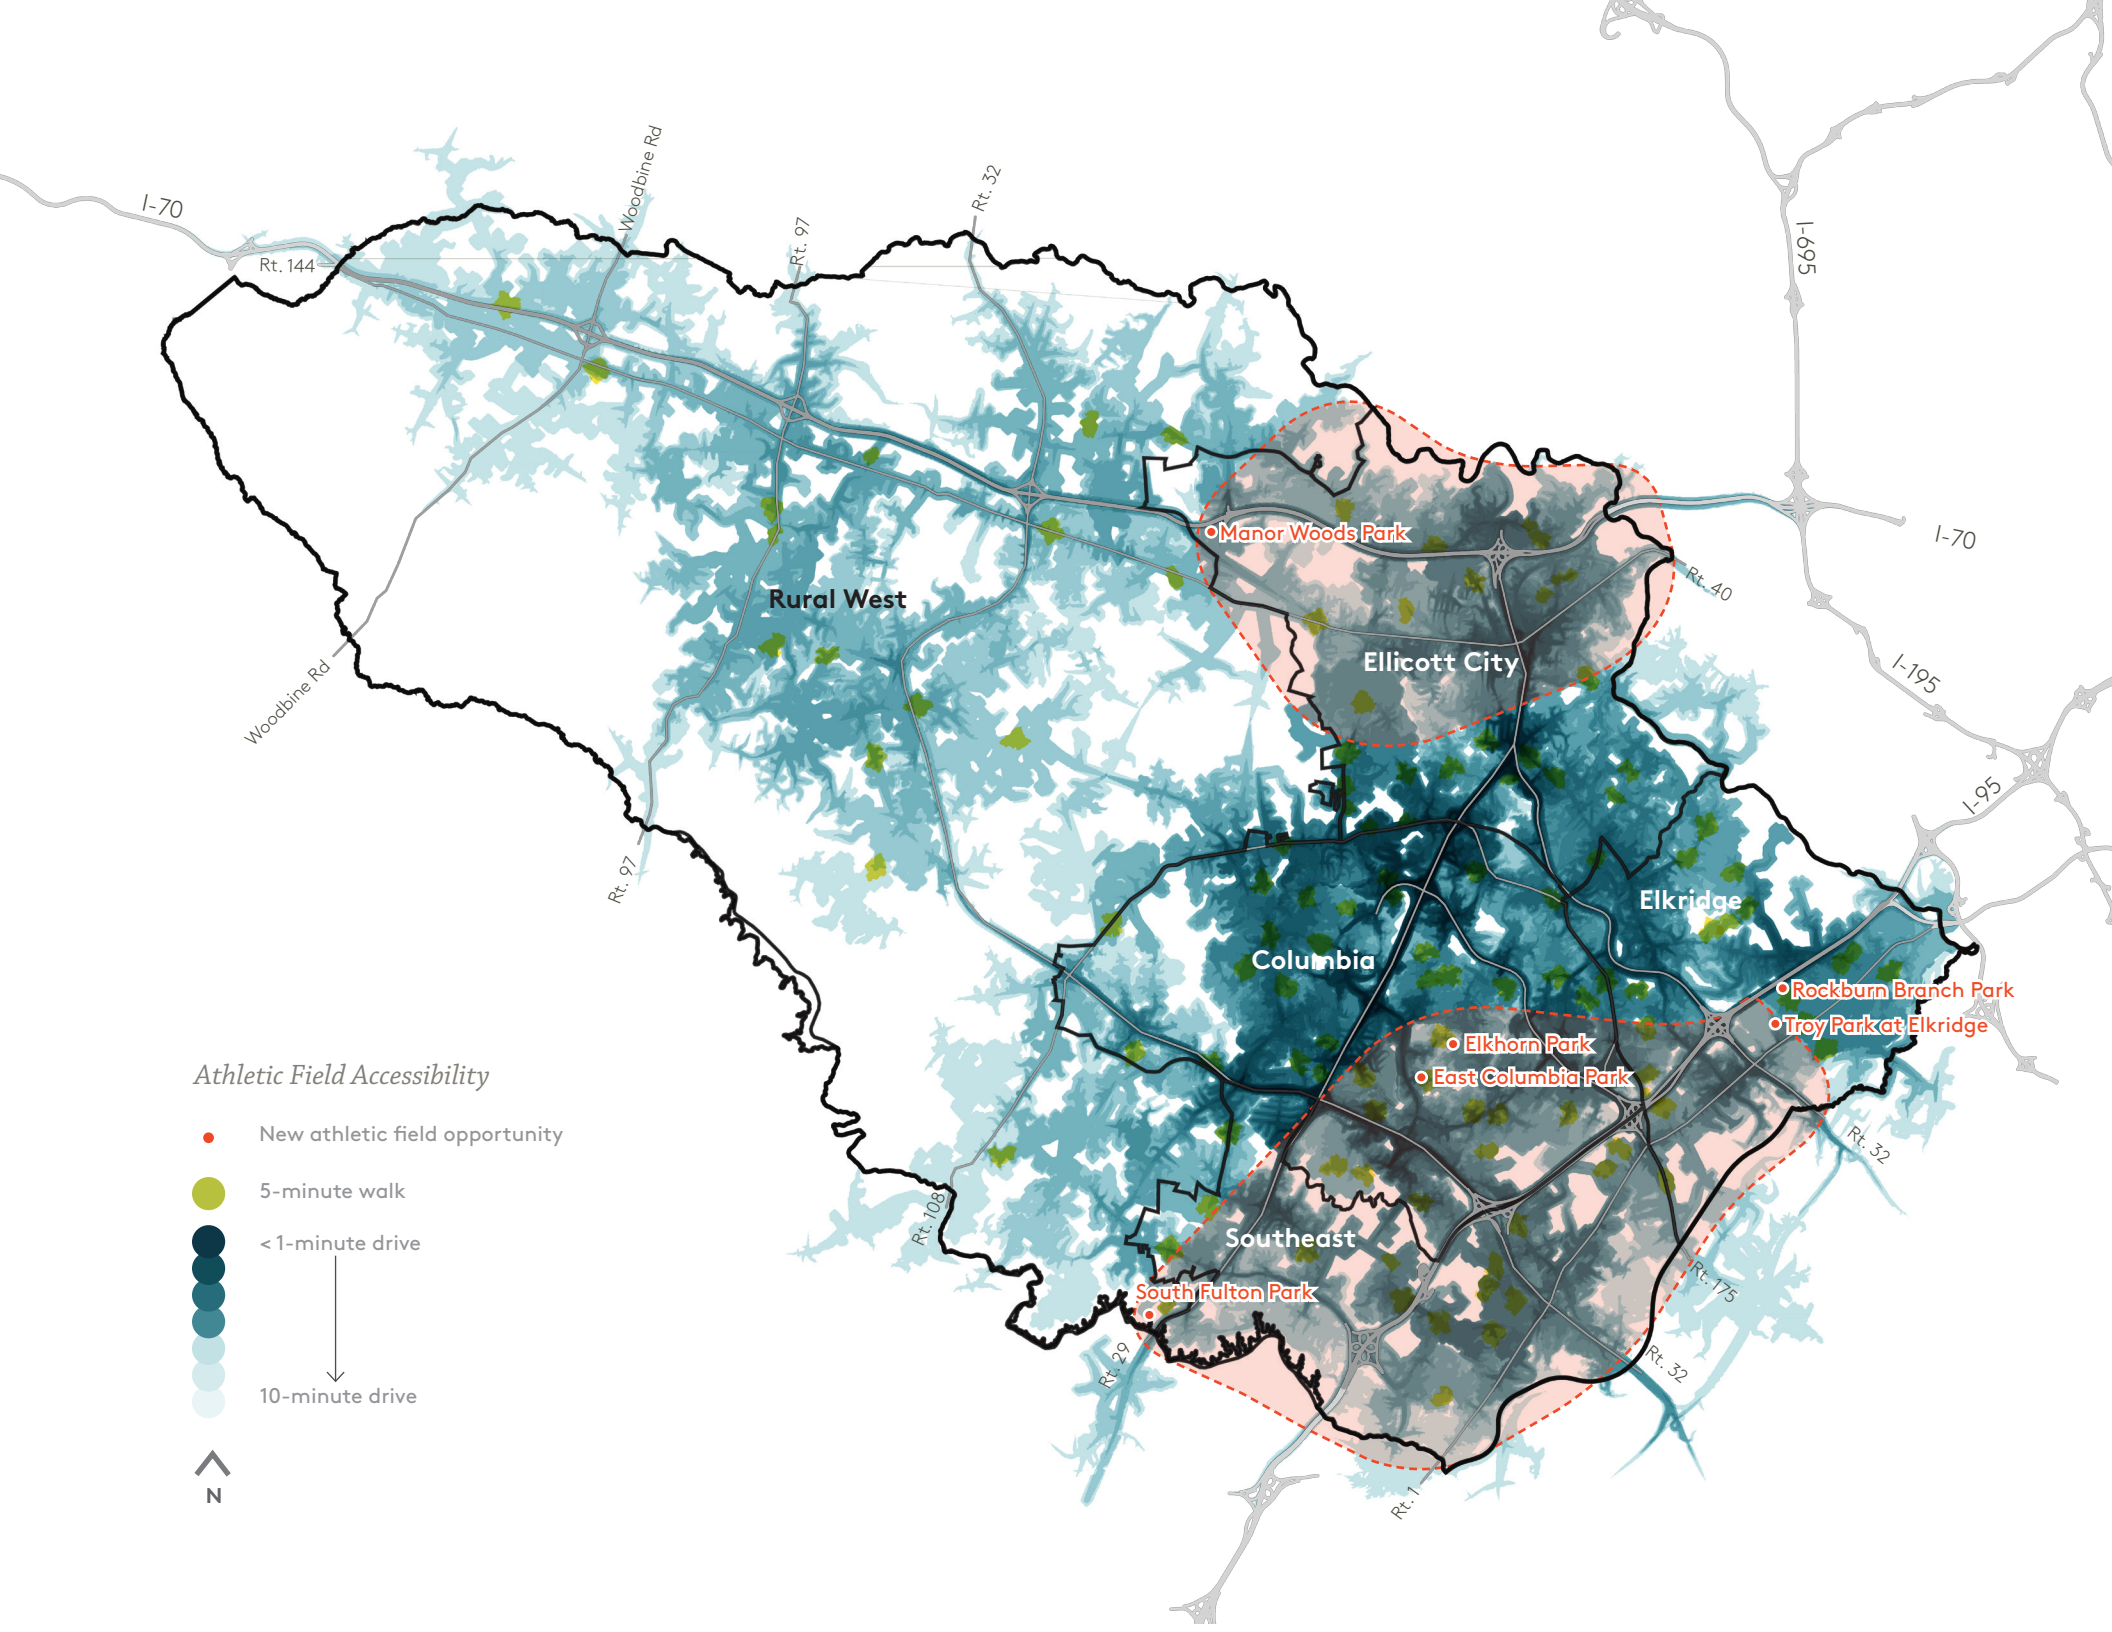 I-70
Rt. 144
Woodbine Rd
Rt. 97
Rt. 32
I-695
Manor Woods Park
I-70
Rt. 40
Rural West
Ellicott City
Woodbine Rd
I-195
I-95
Rt. 97
Elkridge
Columbia
Rockburn Branch Park
Troy Park at Elkridge
Elkhorn Park
East Columbia Park
Rt. 32
Rt. 108
Southeast
South Fulton Park
Rt. 175
Rt. 29
Rt. 32
Rt. 1
Athletic Field Accessibility
New athletic field opportunity
5-minute walk
< 1-minute drive
10-minute drive
N